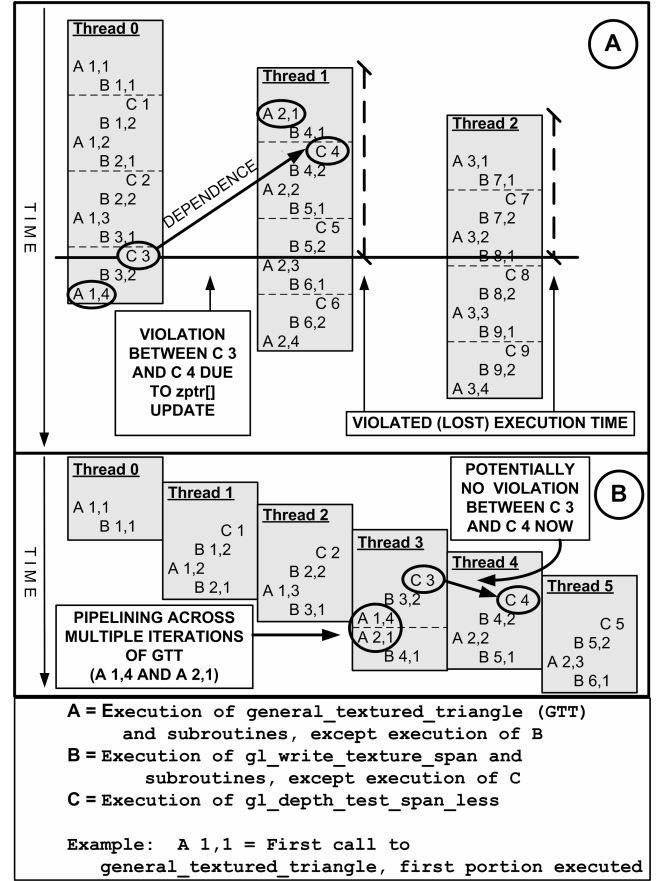 Thread 0
A 1,1
B 1,1
C 1
B 1,2
A 1,2
B 2,1
C 2
B 2,2
A 1,3
B 3,1
C 3
B 3,2
A 1,4
Thread 1
A 2,1
B 4,1
C 4
B 4,2
A 2,2
B 5,1
C 5
B 5,2
A 2,3
B 6,1
C 6
B 6,2
A 2,4
Thread 2
A 3,1
B 7,1
C 7
B 7,2
A 3,2
B 8,1
C 8
B 8,2
A 3,3
B 9,1
C 9
B 9,2
A 3,4
A
TIME
DEPENDENCE
VIOLATION
BETWEEN C 3
AND C 4 DUE
TO zptr[]
UPDATE
VIOLATED (LOST) EXECUTION TIME
B
TIME
Thread 0
A 1,1
B 1,1
Thread 1
C 1
B 1,2
A 1,2
B 2,1
Thread 2
C 2
B 2,2
A 1,3
B 3,1
Thread 3
C 3
B 3,2
A 1,4
A 2,1
B 4,1
Thread 4
C 4
B 4,2
A 2,2
B 5,1
Thread 5
C 5
B 5,2
A 2,3
B 6,1
POTENTIALLY
NO VIOLATION
BETWEEN C 3
AND C 4 NOW
PIPELINING ACROSS
MULTIPLE ITERATIONS
OF GTT
(A 1,4 AND A 2,1)
A = Execution of general_textured_triangle (GTT)
and subroutines, except execution of B
B = Execution of gl_write_texture_span and
subroutines, except execution of C
C = Execution of gl_depth_test_span_less
Example: A 1,1 = First call to
general_textured_triangle, first portion executed